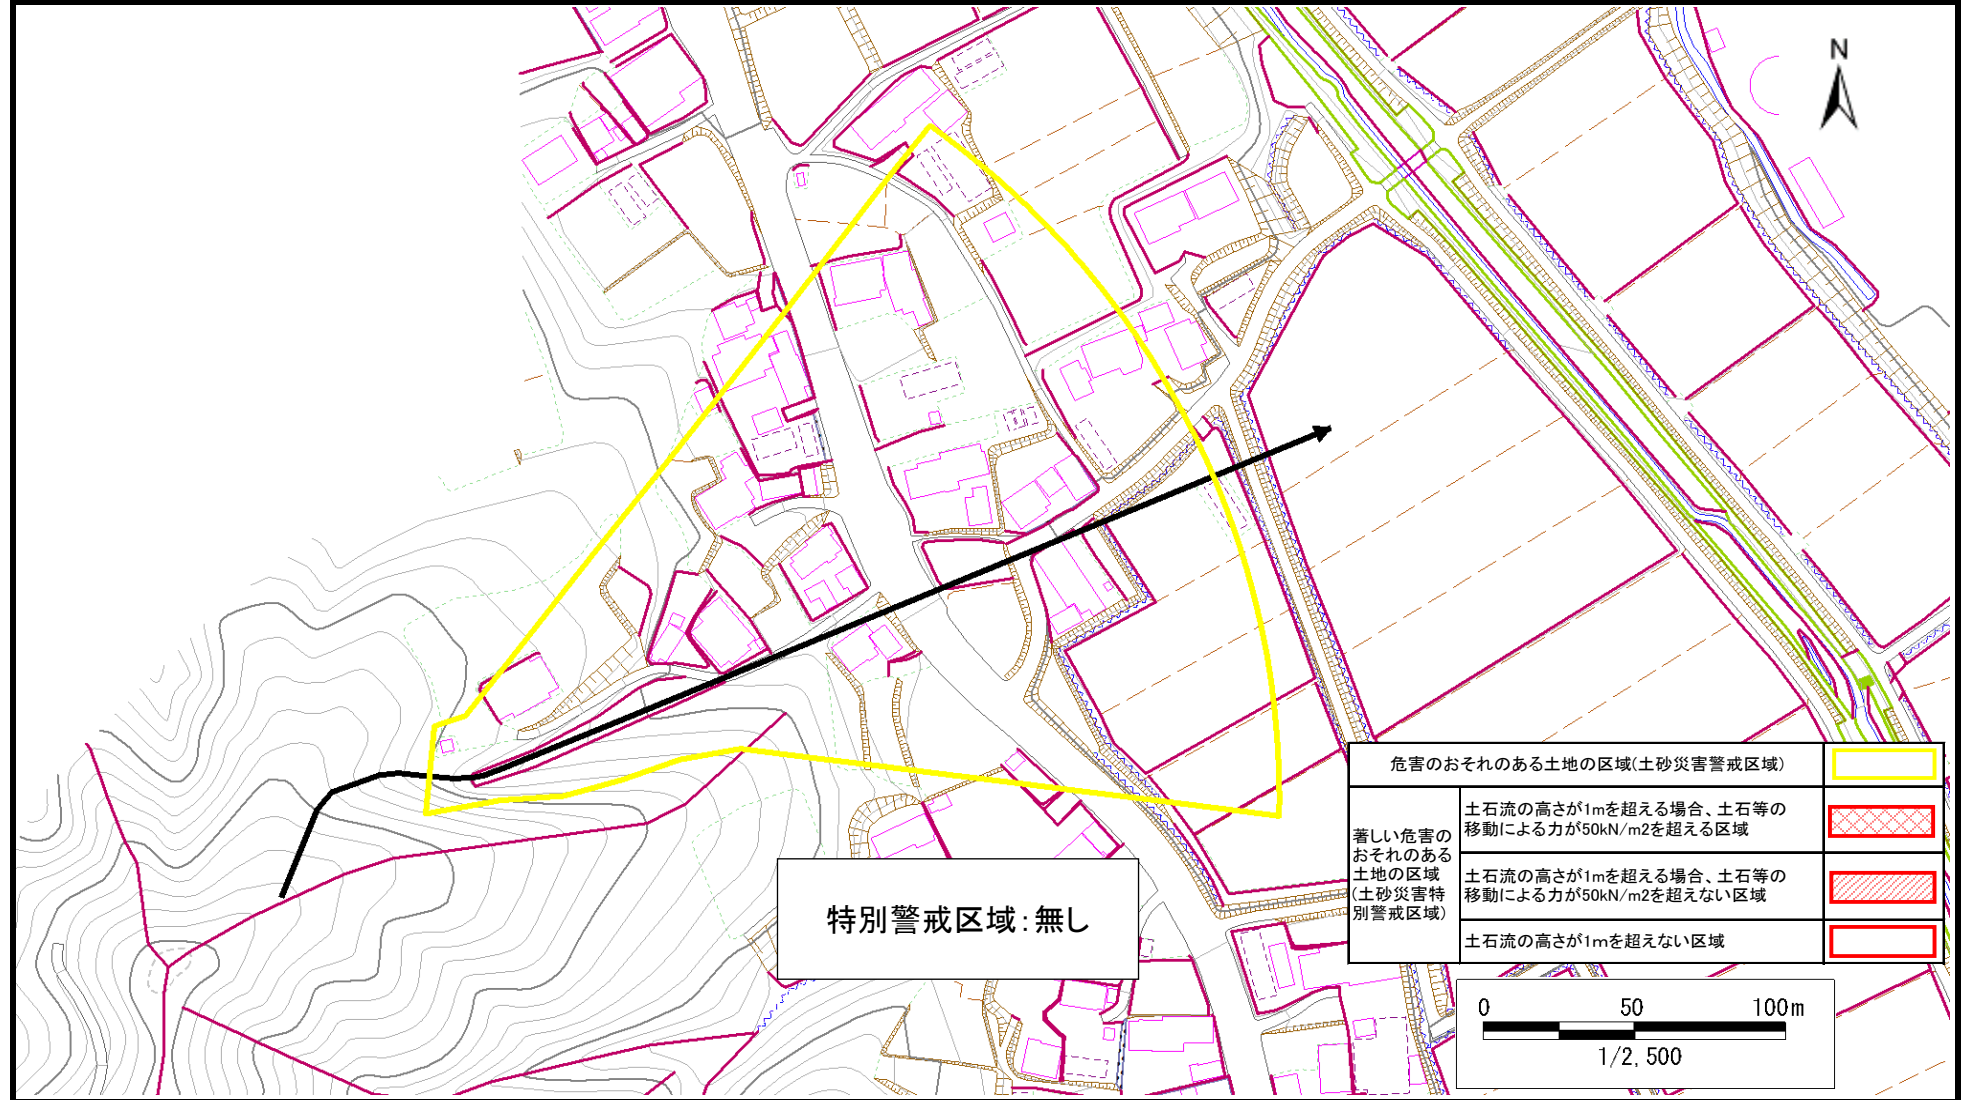 N
危害のおそれのある土地の区域(土砂災害警戒区域)
著しい危害の
おそれのある
土地の区域
(土砂災害特
別警戒区域)
土石流の高さが1mを超える場合、土石等の
移動による力が50kN/m2を超える区域
土石流の高さが1mを超える場合、土石等の
移動による力が50kN/m2を超えない区域
土石流の高さが1mを超えない区域
特別警戒区域:無し
0 50 100m
1/2,500